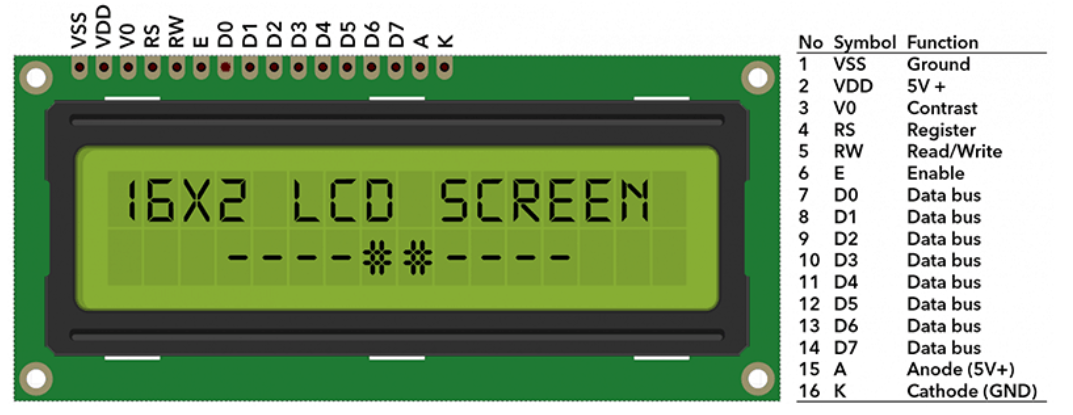 VSS VDD V0 RS RW E D0 D1 D2 D3 D4 D5 D6 D7 A K
16X2 LCD SCREEN
----##----
No Symbol Function
1 VSS Ground
2 VDD 5V +
3 V0 Contrast
4 RS Register
5 RW Read/Write
6 E Enable
7 D0 Data bus
8 D1 Data bus
9 D2 Data bus
10 D3 Data bus
11 D4 Data bus
12 D5 Data bus
13 D6 Data bus
14 D7 Data bus
15 A Anode (5V+)
16 K Cathode (GND)